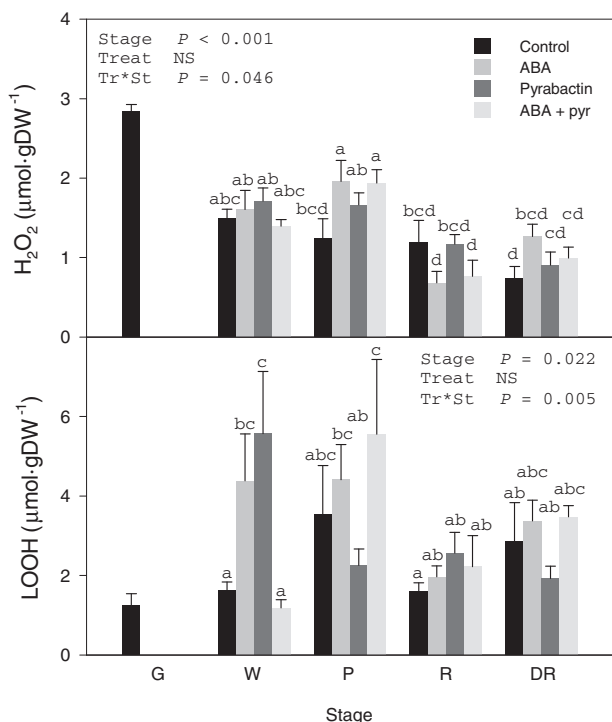 4
3
2
1
0
H2O2 (μmol·gDW⁻¹)
Stage P < 0.001
Treat NS
Tr*St P = 0.046
Control
ABA
Pyrabactin
ABA + pyr
abc ab ab abc
bcd a ab a
bcd d bcd d
d bcd cd cd
6
4
2
0
LOOH (μmol·gDW⁻¹)
Stage P = 0.022
Treat NS
Tr*St P = 0.005
a bc c a
abc bc ab c
a ab ab ab
ab abc ab abc
G W P R DR
Stage